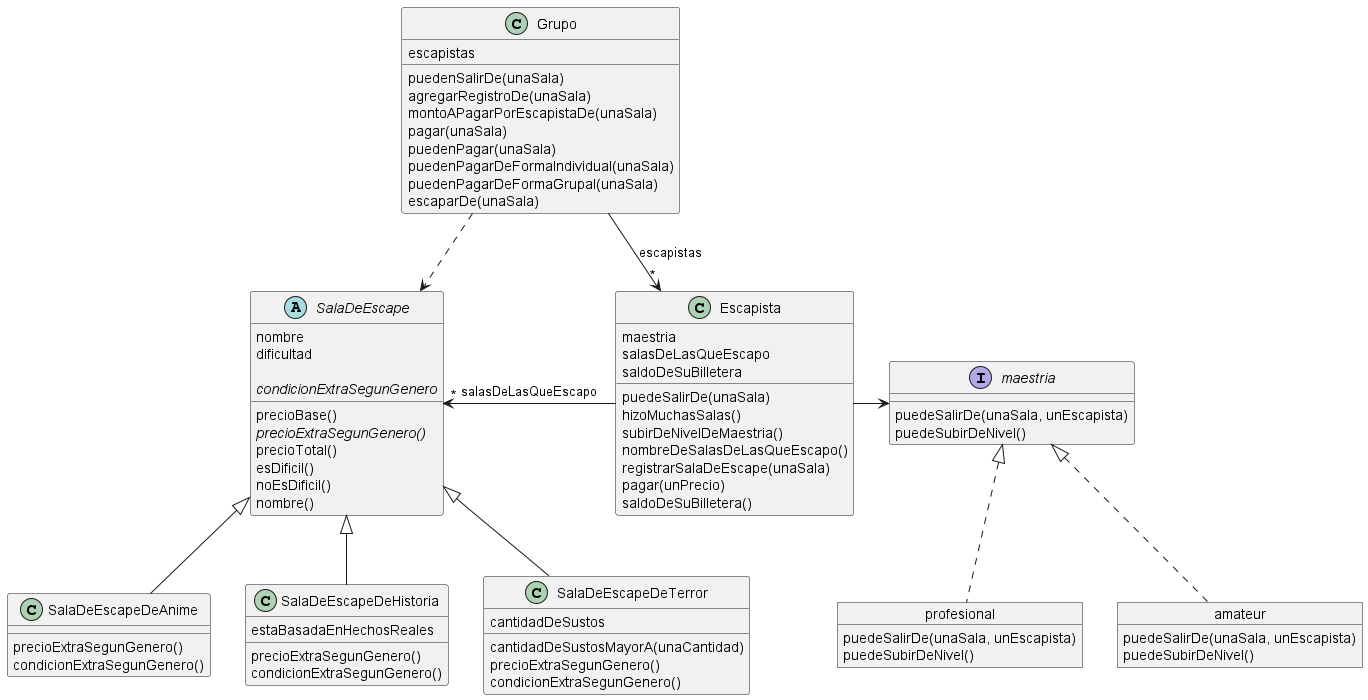 C Grupo
escapistas
puedenSalirDe(unaSala)
agregarRegistroDe(unaSala)
montoAPagarPorEscapistaDe(unaSala)
pagar(unaSala)
puedenPagar(unaSala)
puedenPagarDeFormaIndividual(unaSala)
puedenPagarDeFormaGrupal(unaSala)
escaparDe(unaSala)
escapistas
*
A SalaDeEscape
nombre
dificultad
condicionExtraSegunGenero
precioBase()
precioExtraSegunGenero()
precioTotal()
esDificil()
noEsDificil()
nombre()
* salasDeLasQueEscapo
C Escapista
maestria
salasDeLasQueEscapo
saldoDeSuBilletera
puedeSalirDe(unaSala)
hizoMuchasSalas()
subirDeNivelDeMaestria()
nombreDeSalasDeLasQueEscapo()
registrarSalaDeEscape(unaSala)
pagar(unPrecio)
saldoDeSuBilletera()
I maestria
puedeSalirDe(unaSala, unEscapista)
puedeSubirDeNivel()
C SalaDeEscapeDeAnime
precioExtraSegunGenero()
condicionExtraSegunGenero()
C SalaDeEscapeDeHistoria
estaBasadaEnHechosReales
precioExtraSegunGenero()
condicionExtraSegunGenero()
C SalaDeEscapeDeTerror
cantidadDeSustos
cantidadDeSustosMayorA(unaCantidad)
precioExtraSegunGenero()
condicionExtraSegunGenero()
profesional
puedeSalirDe(unaSala, unEscapista)
puedeSubirDeNivel()
amateur
puedeSalirDe(unaSala, unEscapista)
puedeSubirDeNivel()